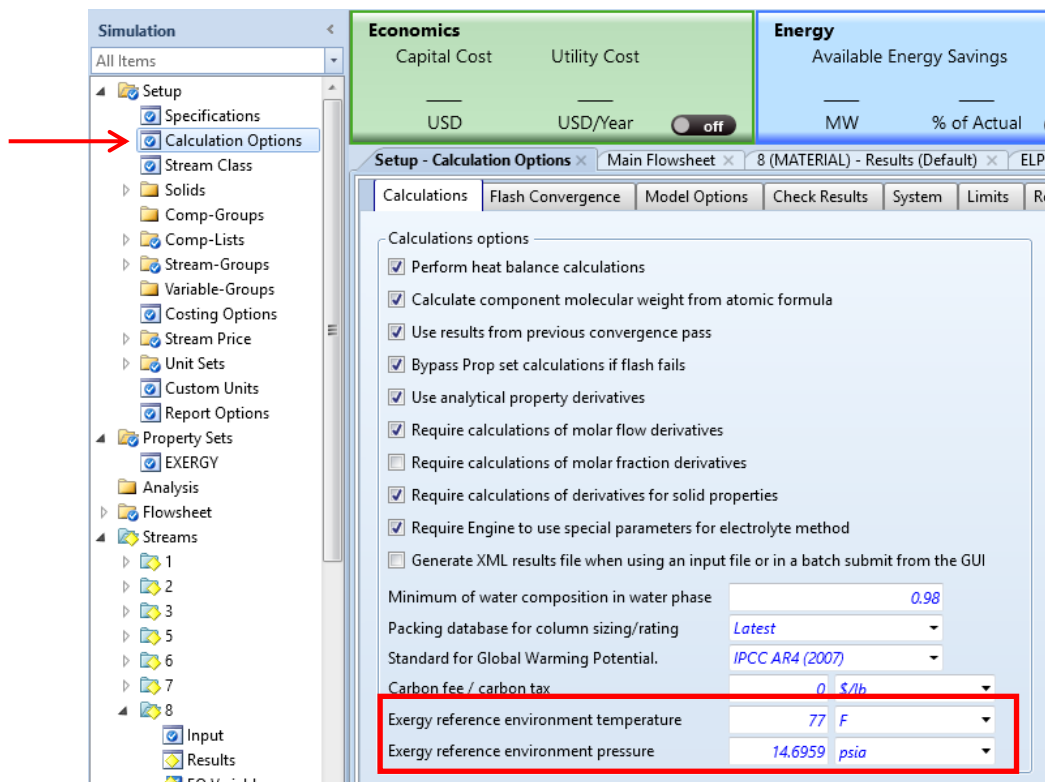 Simulation
All Items
Setup
Specifications
Calculation Options
Stream Class
Solids
Comp-Groups
Comp-Lists
Stream-Groups
Variable-Groups
Costing Options
Stream Price
Unit Sets
Custom Units
Report Options
Property Sets
EXERGY
Analysis
Flowsheet
Streams
1
2
3
5
6
7
8
Input
Results
Economics
Capital Cost Utility Cost
USD USD/Year off
Energy
Available Energy Savings
MW % of Actual
Setup - Calculation Options Main Flowsheet 8 (MATERIAL) - Results (Default) ELP
Calculations Flash Convergence Model Options Check Results System Limits
Calculations options
Perform heat balance calculations
Calculate component molecular weight from atomic formula
Use results from previous convergence pass
Bypass Prop set calculations if flash fails
Use analytical property derivatives
Require calculations of molar flow derivatives
Require calculations of molar fraction derivatives
Require calculations of derivatives for solid properties
Require Engine to use special parameters for electrolyte method
Generate XML results file when using an input file or in a batch submit from the GUI
Minimum of water composition in water phase 0.98
Packing database for column sizing/rating Latest
Standard for Global Warming Potential. IPCC AR4 (2007)
Carbon fee / carbon tax 0 $/lb
Exergy reference environment temperature 77 F
Exergy reference environment pressure 14.6959 psia